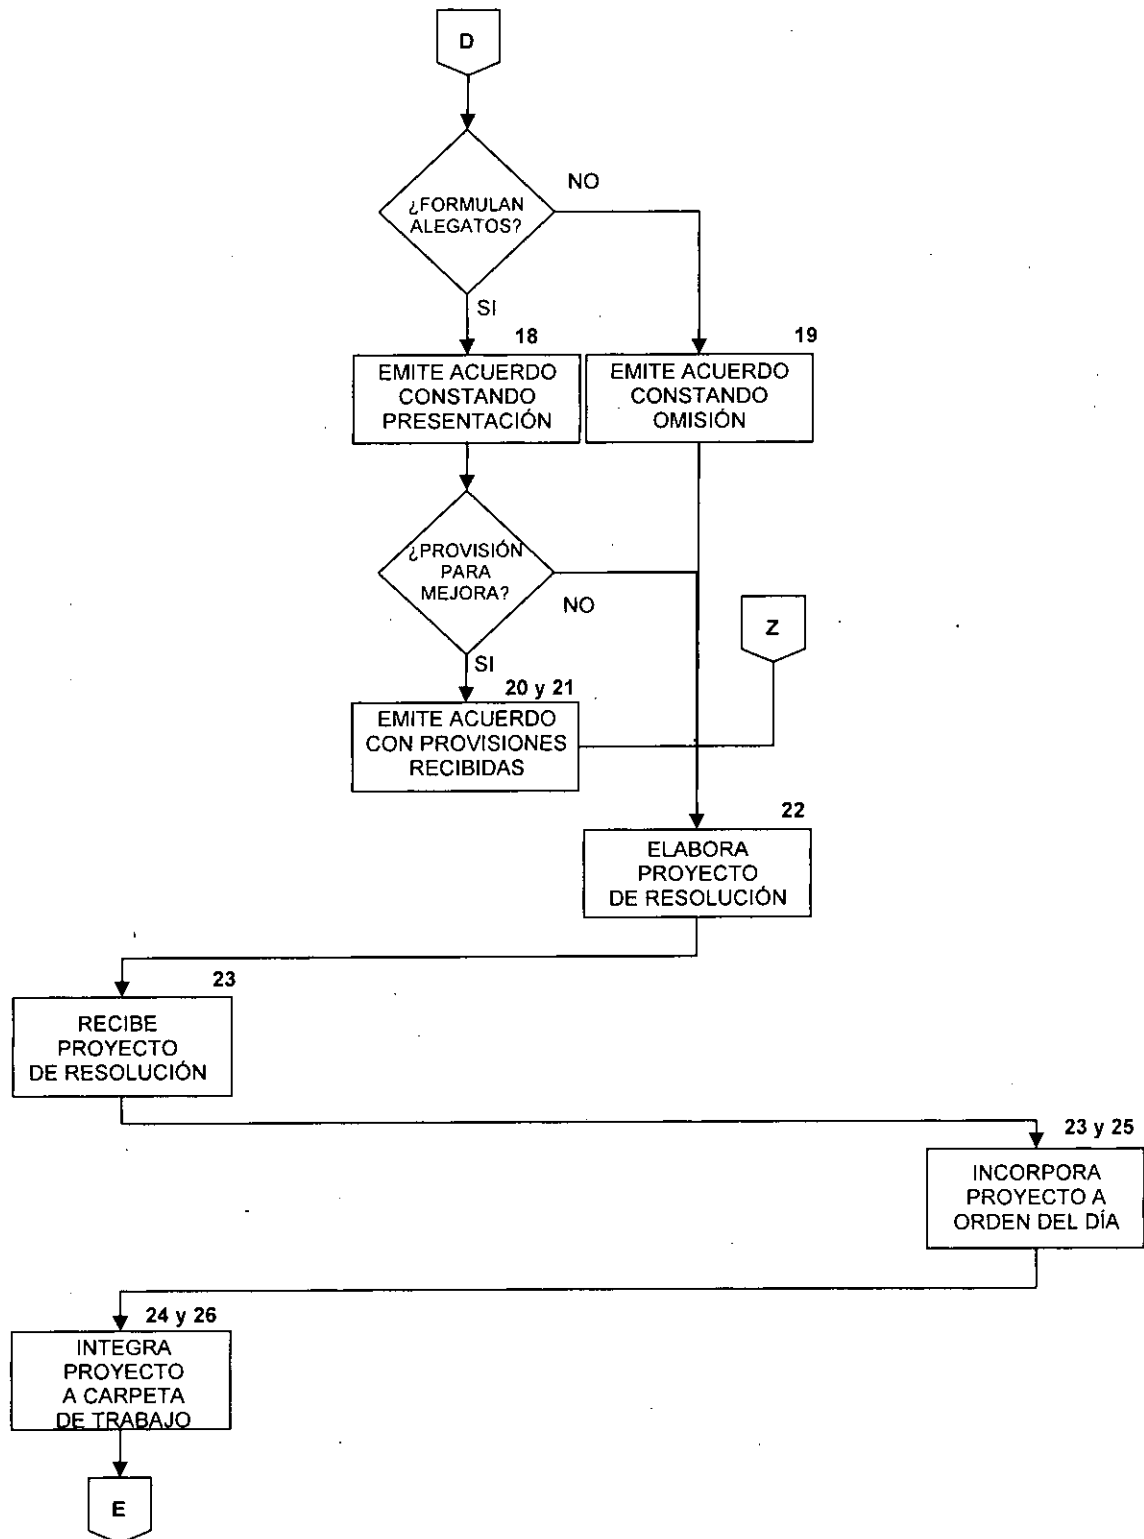 D
¿FORMULAN
ALEGATOS?
NO
SI
18
EMITE ACUERDO
CONSTANDO
PRESENTACIÓN
19
EMITE ACUERDO
CONSTANDO
OMISIÓN
¿PROVISIÓN
PARA
MEJORA?
NO
Z
SI
20 y 21
EMITE ACUERDO
CON PROVISIONES
RECIBIDAS
22
ELABORA
PROYECTO
DE RESOLUCIÓN
23
RECIBE
PROYECTO
DE RESOLUCIÓN
23 y 25
INCORPORA
PROYECTO A
ORDEN DEL DÍA
24 y 26
INTEGRA
PROYECTO
A CARPETA
DE TRABAJO
E